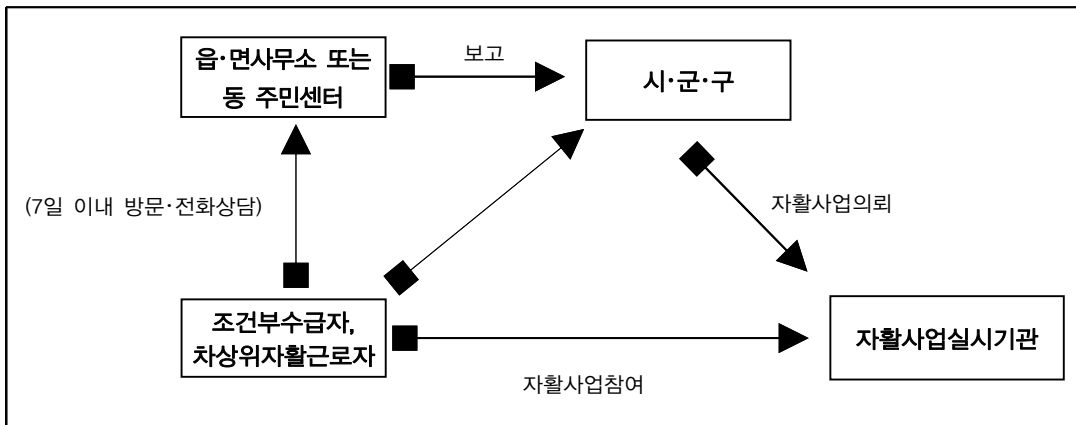 보고
읍·면사무소 또는
동 주민센터
시·군·구
(7일 이내 방문·전화상담)
자활사업의뢰
조건부수급자,
차상위자활근로자
자활사업실시기관
자활사업참여